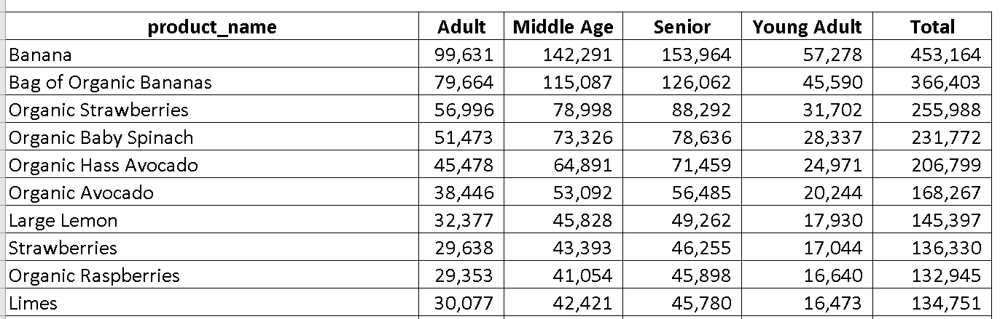 product_name Adult Middle Age Senior Young Adult Total
Banana 99,631 142,291 153,964 57,278 453,164
Bag of Organic Bananas 79,664 115,087 126,062 45,590 366,403
Organic Strawberries 56,996 78,998 88,292 31,702 255,988
Organic Baby Spinach 51,473 73,326 78,636 28,337 231,772
Organic Hass Avocado 45,478 64,891 71,459 24,971 206,799
Organic Avocado 38,446 53,092 56,485 20,244 168,267
Large Lemon 32,377 45,828 49,262 17,930 145,397
Strawberries 29,638 43,393 46,255 17,044 136,330
Organic Raspberries 29,353 41,054 45,898 16,640 132,945
Limes 30,077 42,421 45,780 16,473 134,751